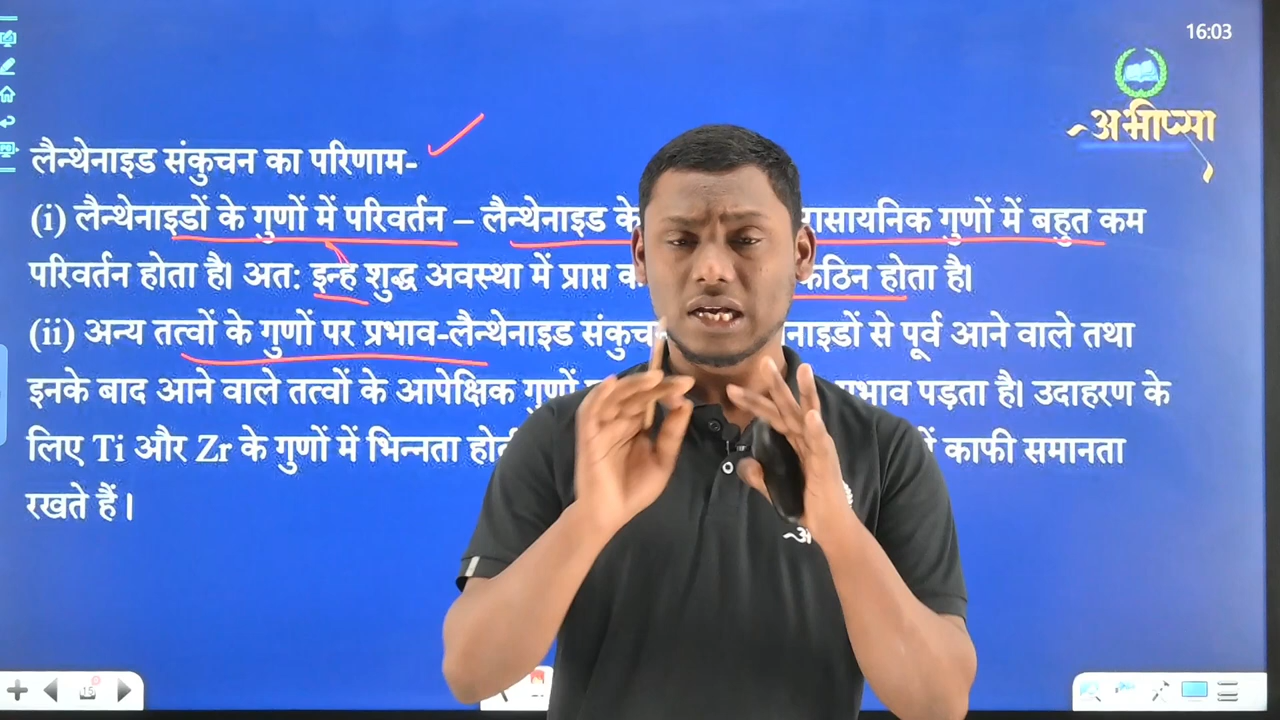 16:03
अभीप्सा
लैन्थेनाइड संकुचन का परिणाम-
(i) लैन्थेनाइडों के गुणों में परिवर्तन – लैन्थेनाइड के रासायनिक गुणों में बहुत कम
परिवर्तन होता है। अत: इन्हे शुद्ध अवस्था में प्राप्त कठिन होता है।
(ii) अन्य तत्वों के गुणों पर प्रभाव-लैन्थेनाइड से पूर्व आने वाले तथा
इनके बाद आने वाले तत्वों के आपेक्षिक गुणों पड़ता है। उदाहरण के
लिए Ti और Zr के गुणों में भिन्नता काफी समानता
रखते हैं ।
15